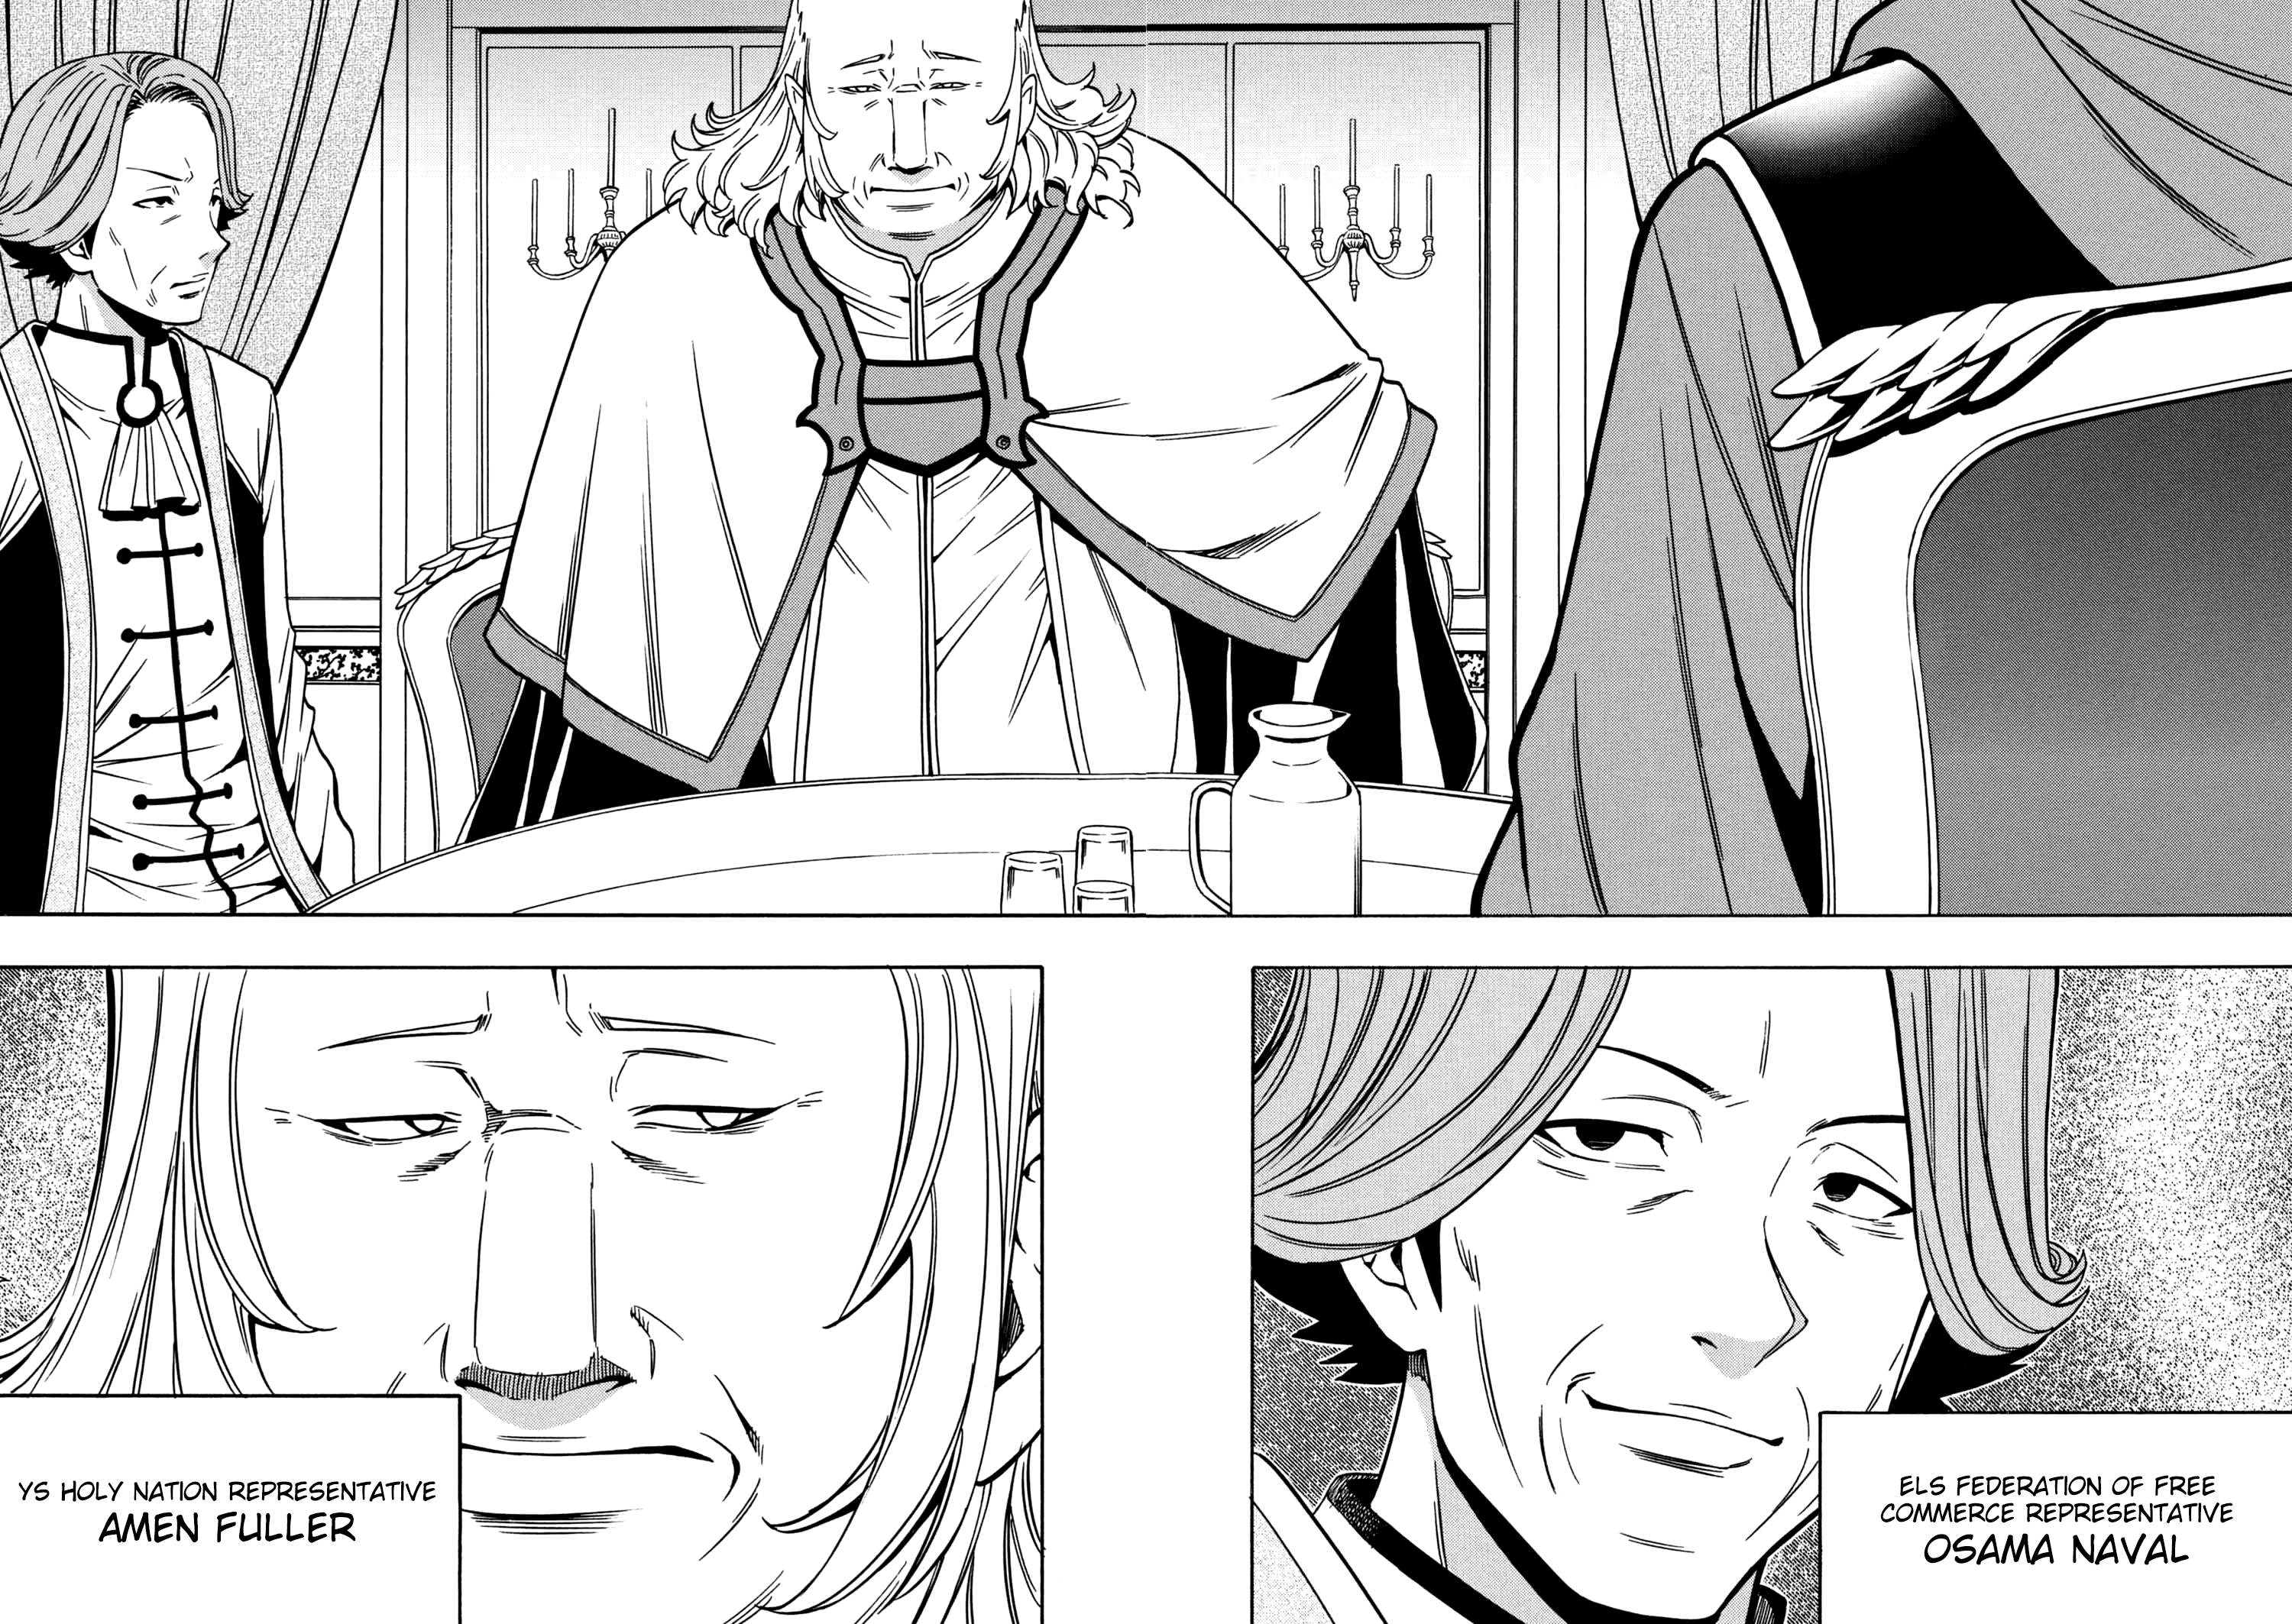 ELS FEDERATION OF FREE
COMMERCE REPRESENTATIVE
OSAMA NAVAL
YS HOLY NATION REPRESENTATIVE
AMEN FULLER